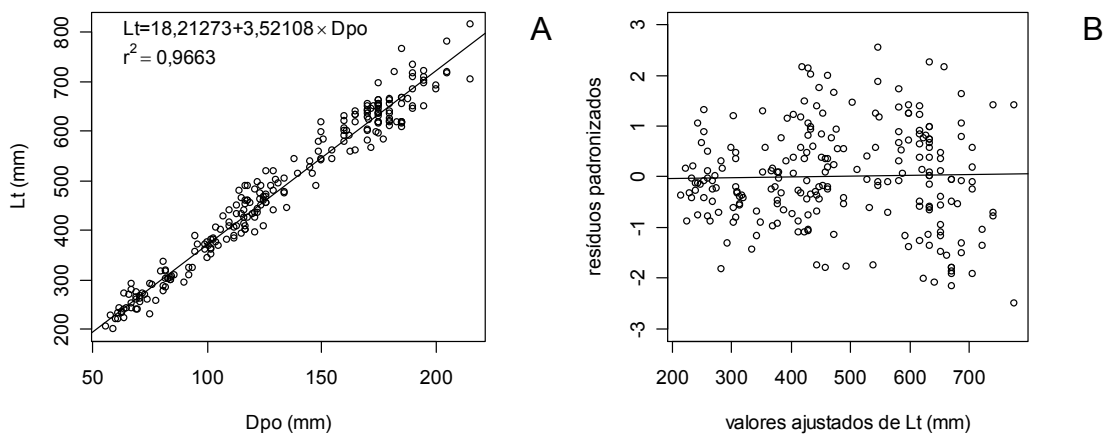 Lt=18,21273+3,52108 × Dpo
r² = 0,9663
A
Lt (mm)
800
700
600
500
400
300
200
50 100 150 200
Dpo (mm)
B
resíduos padronizados
3
2
1
0
-1
-2
-3
200 300 400 500 600 700
valores ajustados de Lt (mm)